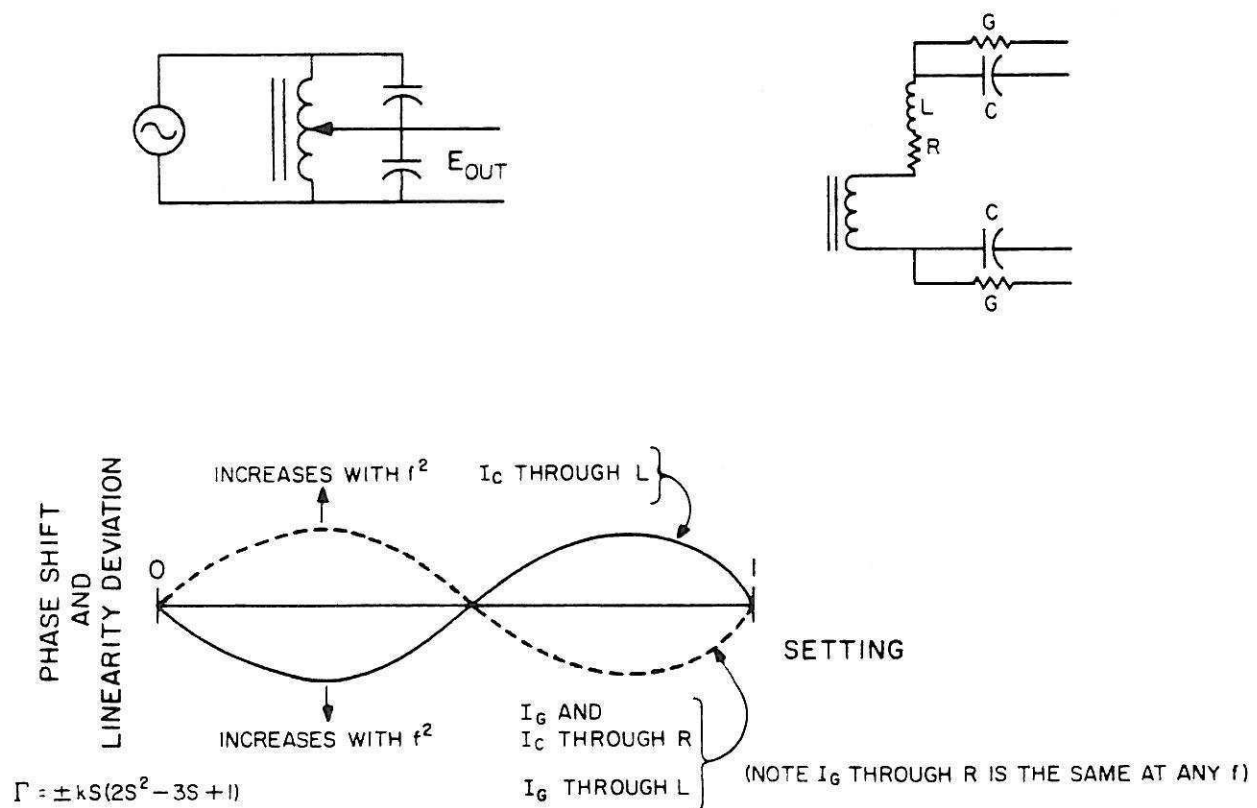 E_OUT
G
C
L
R
C
G
PHASE SHIFT
AND
LINEARITY DEVIATION
INCREASES WITH f²
I_C THROUGH L
0
1
SETTING
INCREASES WITH f²
I_G AND
I_C THROUGH R
I_G THROUGH L
(NOTE I_G THROUGH R IS THE SAME AT ANY f)
Γ = ±kS(2S²−3S+1)